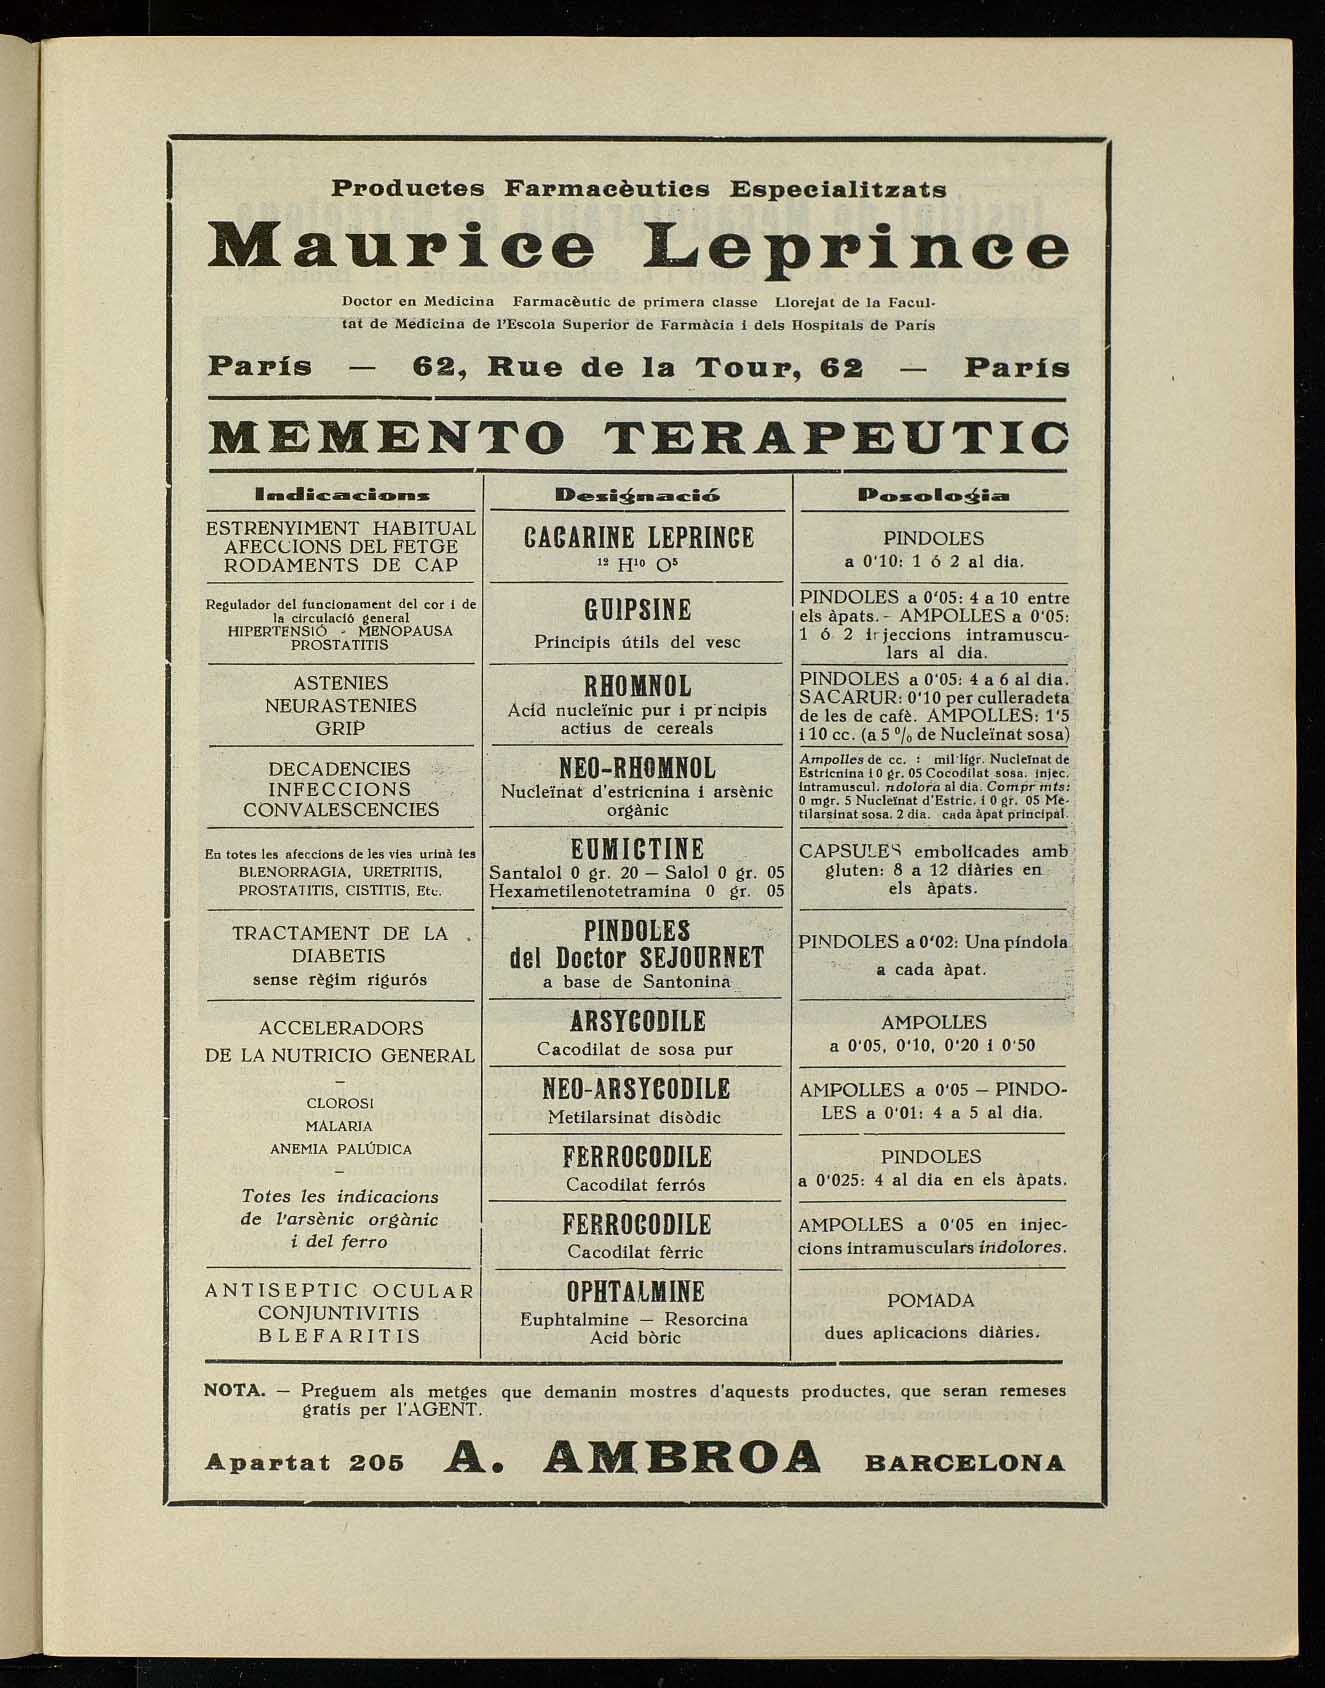 Productes Farmacèutics Especialitzats
Maurice Leprince
Doctor en Medicina Farmacèutic de primera classe Llorejat de la Facul-
tat de Medicina de l'Escola Superior de Farmàcia i dels Hospitals de París
París — 62, Rue de la Tour, 62 — París
MEMENTO TERAPEUTIC
Indicacions
Designació
Posologia
ESTRENYIMENT HABITUAL
AFECCIONS DEL FETGE
RODAMENTS DE CAP
CACARINE LEPRINCE
¹² H¹⁰ O⁵
PINDOLES
a 0'10: 1 ó 2 al dia.
Regulador del funcionament del cor i de
la circulació general
HIPERTENSIÓ - MENOPAUSA
PROSTATITIS
GUIPSINE
Principis útils del vesc
PINDOLES a 0'05: 4 a 10 entre
els àpats. - AMPOLLES a 0'05:
1 ó 2 injeccions intramuscu-
lars al dia.
ASTENIES
NEURASTENIES
GRIP
RHOMNOL
Acid nucleïnic pur i pr ncipis
actius de cereals
PINDOLES a 0'05: 4 a 6 al dia.
SACARUR: 0'10 per culleradeta
de les de cafè. AMPOLLES: 1'5
i 10 cc. (a 5 % de Nucleïnat sosa)
DECADENCIES
INFECCIONS
CONVALESCENCIES
NEO-RHOMNOL
Nucleïnat d'estricnina i arsènic
orgànic
Ampolles de cc. : mil·ligr. Nucleïnat de
Estricnina i 0 gr. 05 Cocodilat sosa. injec.
intramuscul. ndolora al dia. Compr mts:
0 mgr. 5 Nucleïnat d'Estric. i 0 gr. 05 Me-
tilarsinat sosa. 2 dia. cada àpat principal.
En totes les afeccions de les vies urinà ies
BLENORRAGIA, URETRITIS,
PROSTATITIS, CISTITIS, Etc.
EUMICTINE
Santalol 0 gr. 20 — Salol 0 gr. 05
Hexametilenotetramina 0 gr. 05
CAPSULES embolicades amb
gluten: 8 a 12 diàries en
els àpats.
TRACTAMENT DE LA
DIABETIS
sense règim rigurós
PINDOLES
del Doctor SEJOURNET
a base de Santonina
PINDOLES a 0'02: Una píndola
a cada àpat.
ACCELERADORS
DE LA NUTRICIO GENERAL
—
CLOROSI
MALARIA
ANEMIA PALÚDICA
—
Totes les indicacions
de l'arsènic orgànic
i del ferro
ARSYCODILE
Cacodilat de sosa pur
AMPOLLES
a 0'05, 0'10, 0'20 i 0'50
NEO-ARSYCODILE
Metilarsinat disòdic
AMPOLLES a 0'05 — PINDO-
LES a 0'01: 4 a 5 al dia.
FERROCODILE
Cacodilat ferrós
PINDOLES
a 0'025: 4 al dia en els àpats.
FERROCODILE
Cacodilat fèrric
AMPOLLES a 0'05 en injec-
cions intramusculars indolores.
ANTISEPTIC OCULAR
CONJUNTIVITIS
BLEFARITIS
OPHTALMINE
Euphtalmine — Resorcina
Acid bòric
POMADA
dues aplicacions diàries.
NOTA. — Preguem als metges que demanin mostres d'aquests productes, que seran remeses
gratis per l'AGENT.
Apartat 205 A. AMBROA BARCELONA